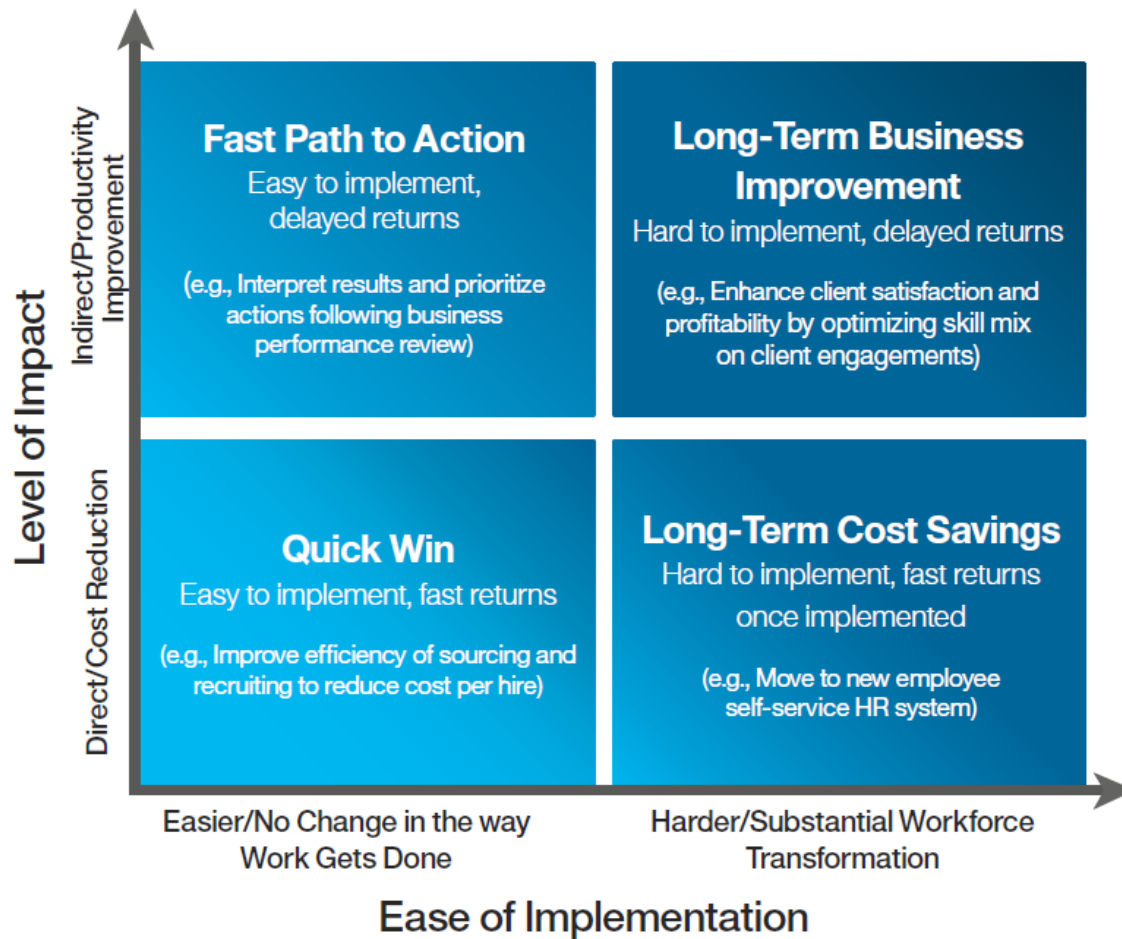 Level of Impact
Indirect/Productivity
Improvement
Direct/Cost Reduction
Fast Path to Action
Easy to implement,
delayed returns
(e.g., Interpret results and prioritize
actions following business
performance review)
Long-Term Business
Improvement
Hard to implement, delayed returns
(e.g., Enhance client satisfaction and
profitability by optimizing skill mix
on client engagements)
Quick Win
Easy to implement, fast returns
(e.g., Improve efficiency of sourcing and
recruiting to reduce cost per hire)
Long-Term Cost Savings
Hard to implement, fast returns
once implemented
(e.g., Move to new employee
self-service HR system)
Easier/No Change in the way
Work Gets Done
Harder/Substantial Workforce
Transformation
Ease of Implementation